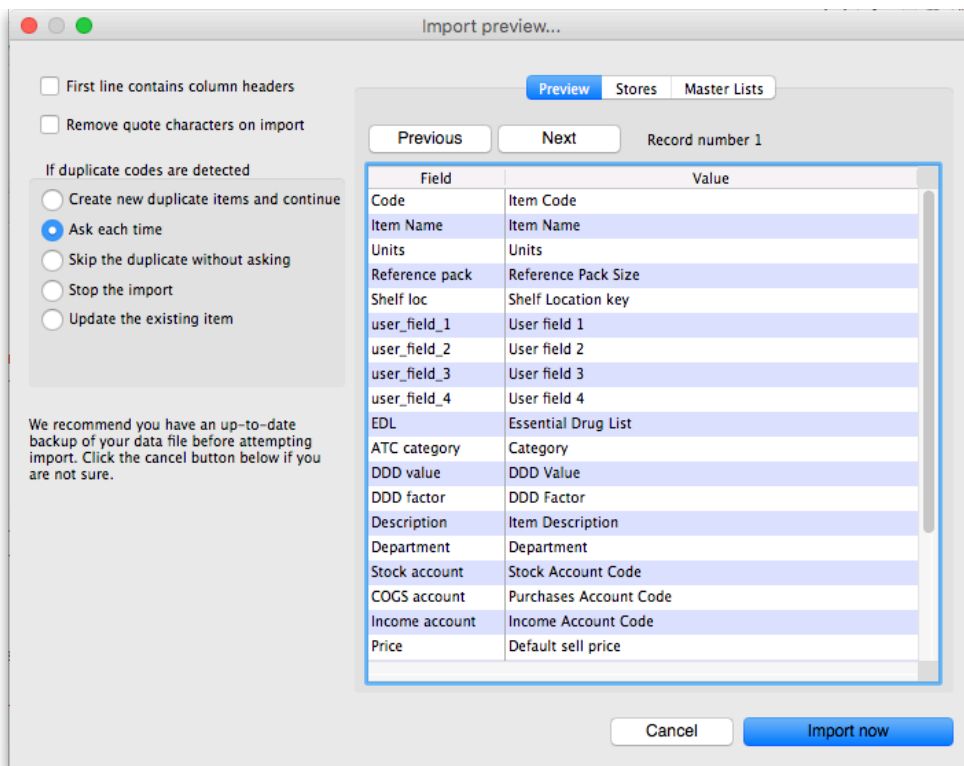 Import preview...
First line contains column headers
Remove quote characters on import
If duplicate codes are detected
Create new duplicate items and continue
Ask each time
Skip the duplicate without asking
Stop the import
Update the existing item
We recommend you have an up-to-date
backup of your data file before attempting
import. Click the cancel button below if you
are not sure.
Preview Stores Master Lists
Previous Next Record number 1
Field Value
Code Item Code
Item Name Item Name
Units Units
Reference pack Reference Pack Size
Shelf loc Shelf Location key
user_field_1 User field 1
user_field_2 User field 2
user_field_3 User field 3
user_field_4 User field 4
EDL Essential Drug List
ATC category Category
DDD value DDD Value
DDD factor DDD Factor
Description Item Description
Department Department
Stock account Stock Account Code
COGS account Purchases Account Code
Income account Income Account Code
Price Default sell price
Cancel Import now